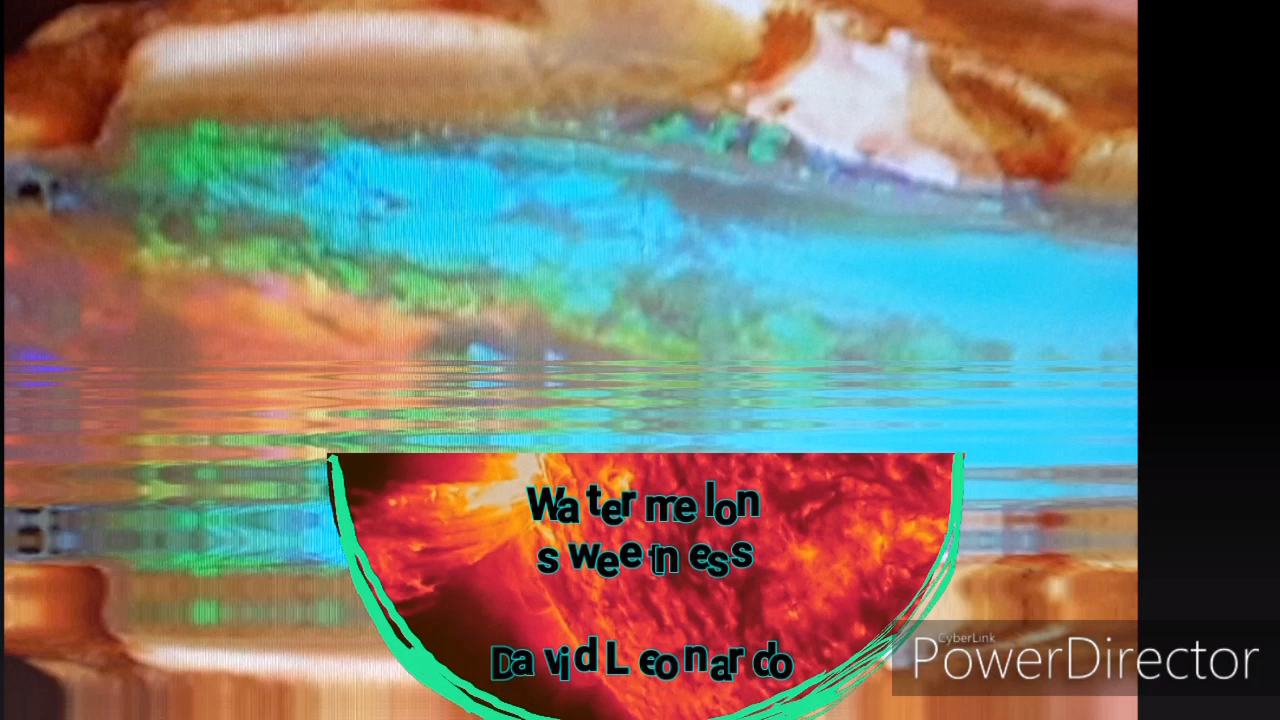 Watermelon
sweetness
David Leonardo
CyberLink
PowerDirector